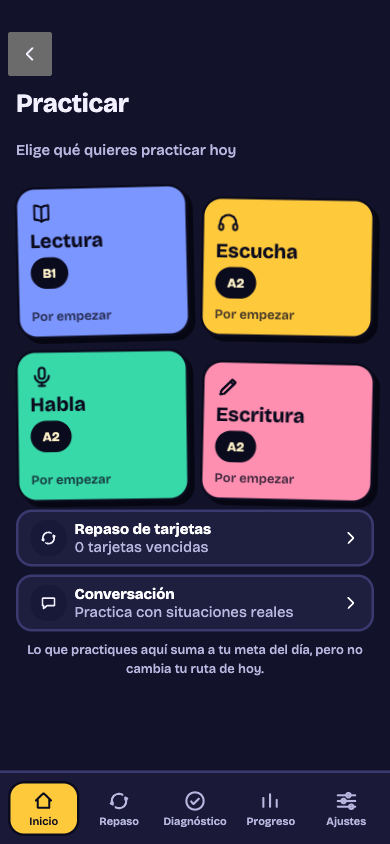 Practicar
Elige qué quieres practicar hoy
Lectura
B1
Por empezar
Escucha
A2
Por empezar
Habla
A2
Por empezar
Escritura
A2
Por empezar
Repaso de tarjetas
0 tarjetas vencidas
Conversación
Practica con situaciones reales
Lo que practiques aquí suma a tu meta del día, pero no
cambia tu ruta de hoy.
Inicio
Repaso
Diagnóstico
Progreso
Ajustes